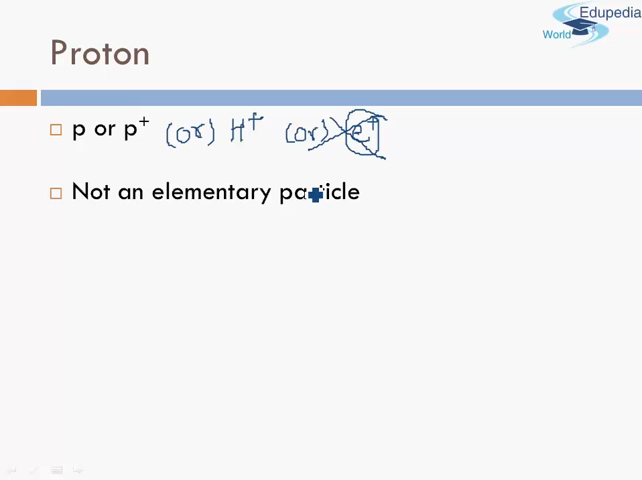 Edupedia
World
Proton
p or p⁺ (or) H⁺ (or) e⁺
Not an elementary particle